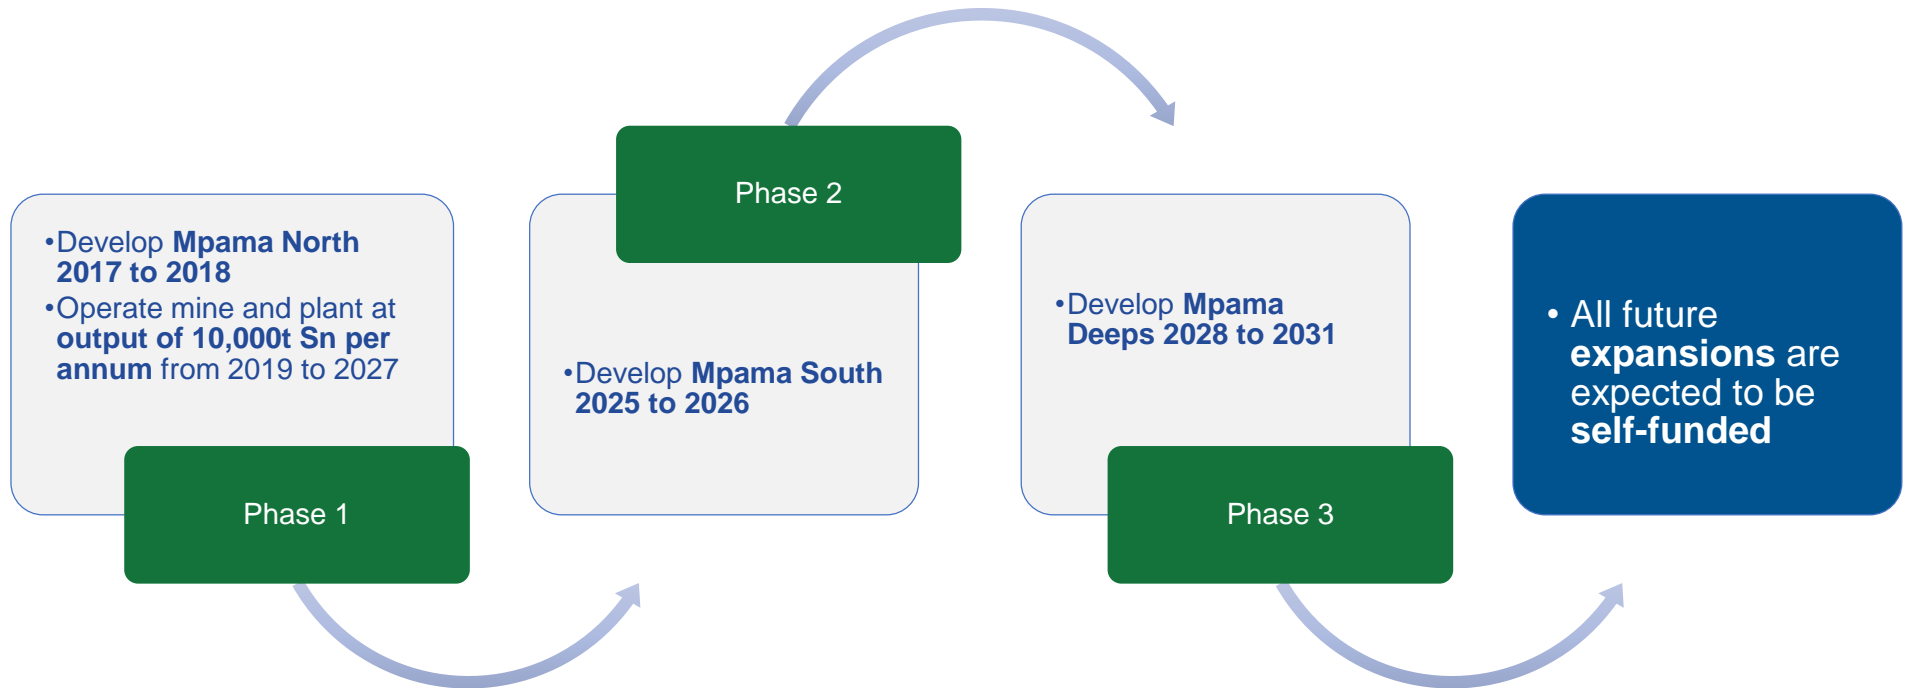 •Develop Mpama North
2017 to 2018
•Operate mine and plant at
output of 10,000t Sn per
annum from 2019 to 2027
Phase 1
Phase 2
•Develop Mpama South
2025 to 2026
•Develop Mpama
Deeps 2028 to 2031
Phase 3
• All future
expansions are
expected to be
self-funded